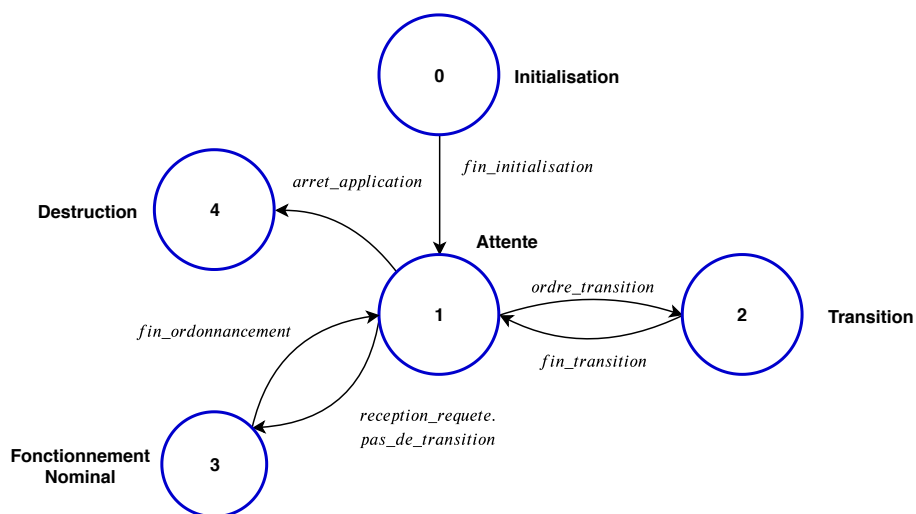 0
Initialisation
fin_initialisation
arret_application
Destruction
4
Attente
ordre_transition
1
2
Transition
fin_ordonnancement
fin_transition
reception_requete.
pas_de_transition
Fonctionnement
Nominal
3